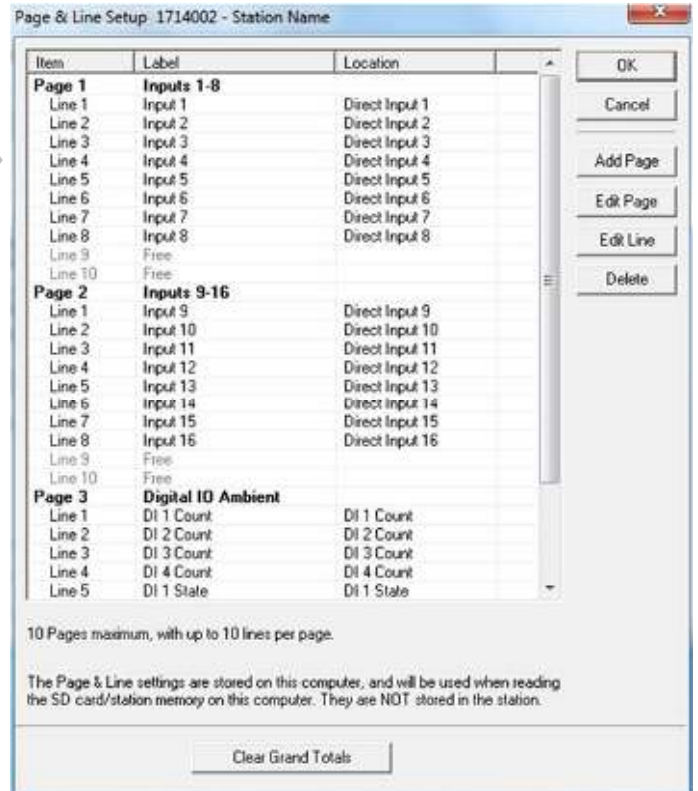 Page & Line Setup 1714002 - Station Name
Item Label Location
Page 1 Inputs 1-8
Line 1 Input 1 Direct Input 1
Line 2 Input 2 Direct Input 2
Line 3 Input 3 Direct Input 3
Line 4 Input 4 Direct Input 4
Line 5 Input 5 Direct Input 5
Line 6 Input 6 Direct Input 6
Line 7 Input 7 Direct Input 7
Line 8 Input 8 Direct Input 8
Line 9 Free
Line 10 Free
Page 2 Inputs 9-16
Line 1 Input 9 Direct Input 9
Line 2 Input 10 Direct Input 10
Line 3 Input 11 Direct Input 11
Line 4 Input 12 Direct Input 12
Line 5 Input 13 Direct Input 13
Line 6 Input 14 Direct Input 14
Line 7 Input 15 Direct Input 15
Line 8 Input 16 Direct Input 16
Line 9 Free
Line 10 Free
Page 3 Digital IO Ambient
Line 1 DI 1 Count DI 1 Count
Line 2 DI 2 Count DI 2 Count
Line 3 DI 3 Count DI 3 Count
Line 4 DI 4 Count DI 4 Count
Line 5 DI 1 State DI 1 State
OK
Cancel
Add Page
Edit Page
Edit Line
Delete
10 Pages maximum, with up to 10 lines per page.
The Page & Line settings are stored on this computer, and will be used when reading
the SD card/station memory on this computer. They are NOT stored in the station.
Clear Grand Totals